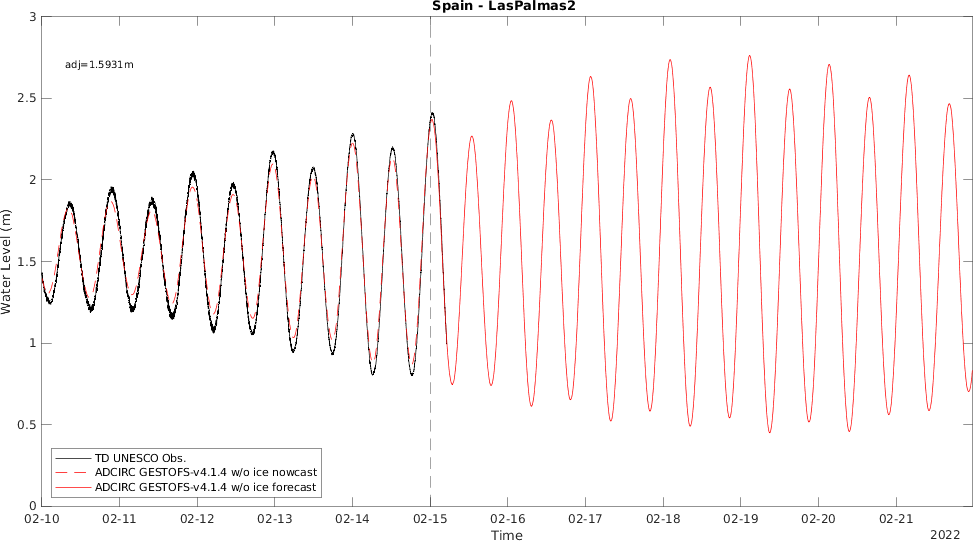 Spain - LasPalmas2
adj=1.5931m
3
2.5
2
1.5
1
0.5
0
Water Level (m)
TD UNESCO Obs.
ADCIRC GESTOFS-v4.1.4 w/o ice nowcast
ADCIRC GESTOFS-v4.1.4 w/o ice forecast
02-10 02-11 02-12 02-13 02-14 02-15 02-16 02-17 02-18 02-19 02-20 02-21
Time
2022